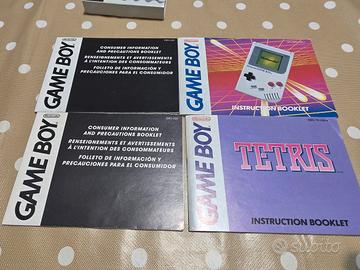 GAME BOY
CONSUMER INFORMATION
AND PRECAUTIONS BOOKLET
RENSEIGNEMENTS ET AVERTISSEMENTS
À L'INTENTION DES CONSOMMATEURS
FOLLETO DE INFORMACIÓN Y
PRECAUCIONES PARA EL CONSUMIDOR
GAME BOY
INSTRUCTION BOOKLET
GAME BOY
CONSUMER INFORMATION
AND PRECAUTIONS BOOKLET
RENSEIGNEMENTS ET AVERTISSEMENTS
À L'INTENTION DES CONSOMMATEURS
FOLLETO DE INFORMACIÓN Y
PRECAUCIONES PARA EL CONSUMIDOR
GAME BOY
TETRIS
INSTRUCTION BOOKLET
subito